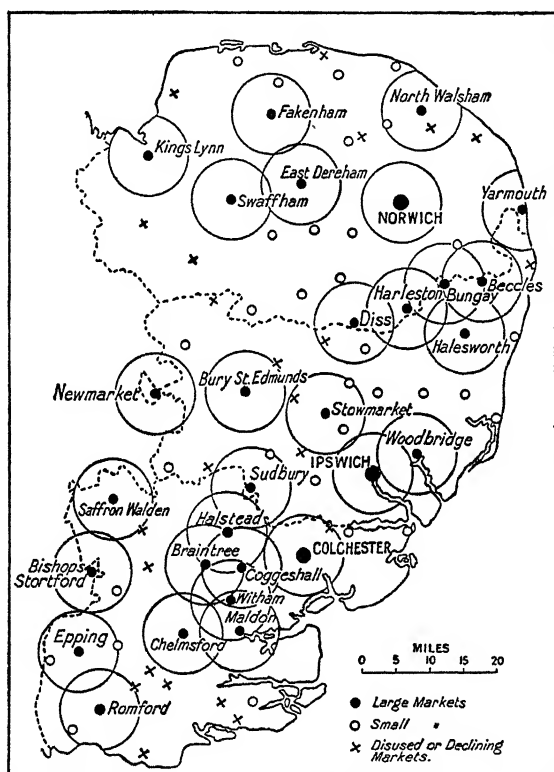 Fakenham
North Walsham
Kings Lynn
East Dereham
Swaffham
NORWICH
Yarmouth
Harleston
Bungay
Beccles
Diss
Halesworth
Newmarket
Bury St. Edmunds
Stowmarket
Woodbridge
IPSWICH
Sudbury
Saffron Walden
Halstead
Braintree
COLCHESTER
Bishops
Stortford
Coggeshall
Witham
Maldon
Epping
Chelmsford
Romford
MILES
0 5 10 20
Large Markets
Small "
Disused or Declining
Markets.